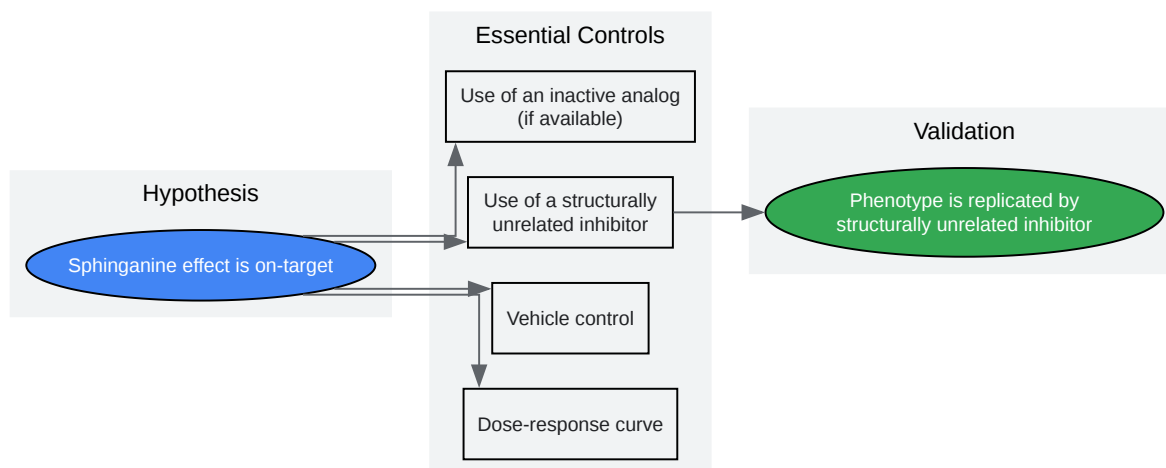 Hypothesis
Sphinganine effect is on-target
Essential Controls
Use of an inactive analog
(if available)
Use of a structurally
unrelated inhibitor
Vehicle control
Dose-response curve
Validation
Phenotype is replicated by
structurally unrelated inhibitor